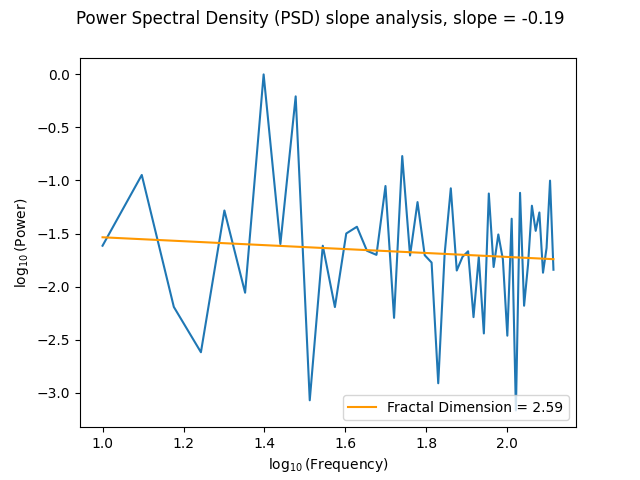 Power Spectral Density (PSD) slope analysis, slope = -0.19
log10 (Power)
0.0
−0.5
−1.0
−1.5
−2.0
−2.5
−3.0
Fractal Dimension = 2.59
1.0 1.2 1.4 1.6 1.8 2.0
log10 (Frequency)